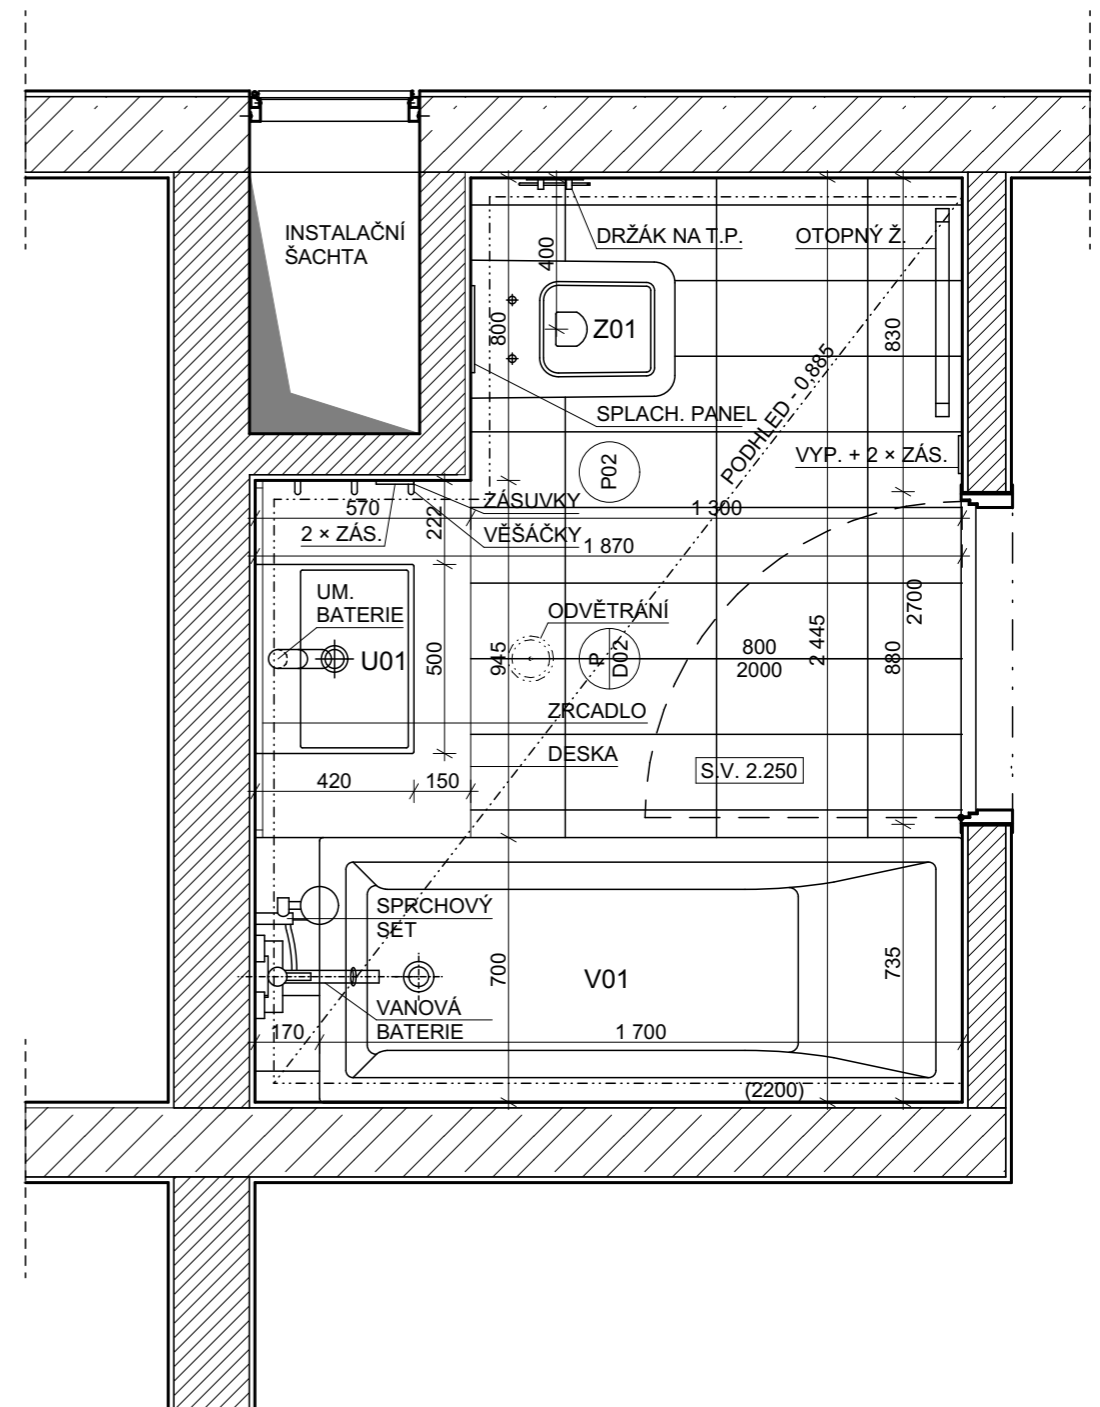 INSTALAČNÍ
ŠACHTA
DRŽÁK NA T.P.
OTOPNÝ Ž.
400
800
Z01
830
PODHLED - 0,885
SPLACH. PANEL
P02
VYP. + 2 × ZÁS.
ZÁSUVKY
570
1 300
222
2 × ZÁS.
VĚŠÁČKY
1 870
UM.
BATERIE
ODVĚTRÁNÍ
2700
U01
500
945
P
D02
800
2000
2 445
880
ZRCADLO
DESKA
S.V. 2.250
420
150
SPRCHOVÝ
SET
700
V01
735
VANOVÁ
BATERIE
170
1 700
(2200)